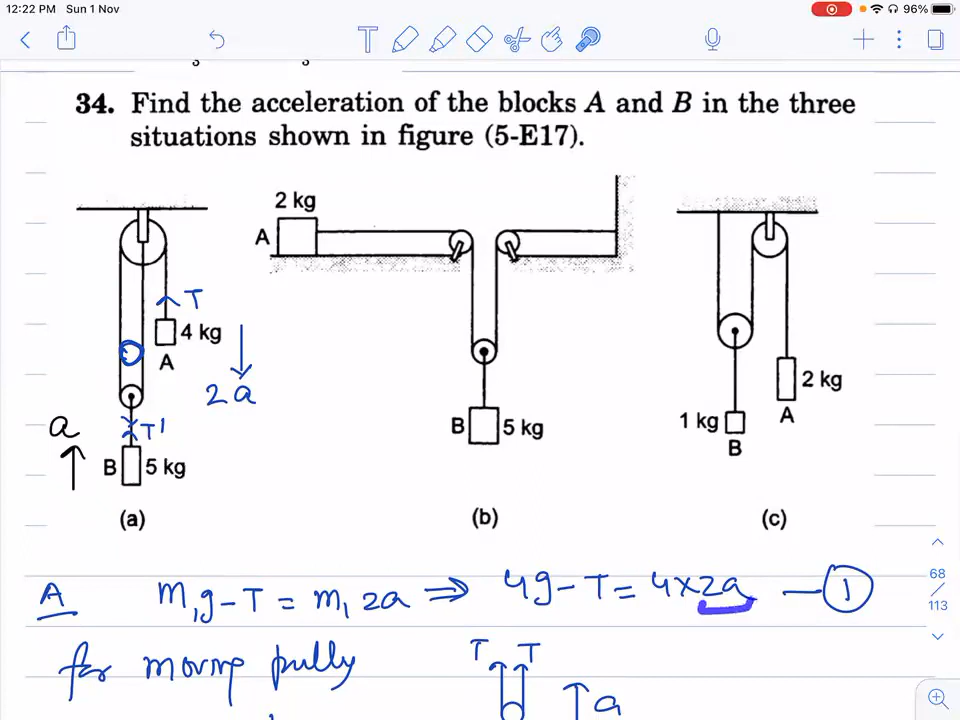 12:22 PM Sun 1 Nov
96%
34. Find the acceleration of the blocks A and B in the three
situations shown in figure (5-E17).
2 kg
A
T
4 kg
A
2a
a
T'
B 5 kg
B 5 kg
2 kg
A
1 kg
B
(a) (b) (c)
A m₁g-T = m₁ 2a ⇒ 4g-T = 4×2a — 1
for moving pully
T T
a
68
/
113